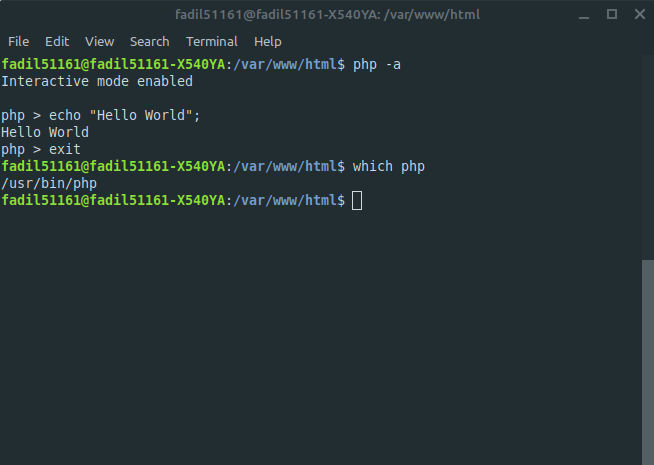 fadil51161@fadil51161-X540YA: /var/www/html
File Edit View Search Terminal Help
fadil51161@fadil51161-X540YA:/var/www/html$ php -a
Interactive mode enabled
php > echo "Hello World";
Hello World
php > exit
fadil51161@fadil51161-X540YA:/var/www/html$ which php
/usr/bin/php
fadil51161@fadil51161-X540YA:/var/www/html$